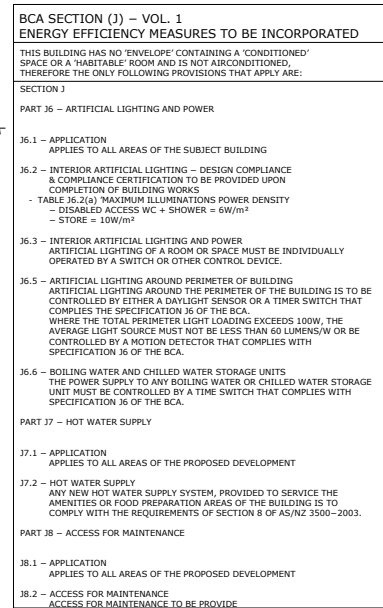 BCA SECTION (J) – VOL. 1
ENERGY EFFICIENCY MEASURES TO BE INCORPORATED
THIS BUILDING HAS NO 'ENVELOPE' CONTAINING A 'CONDITIONED'
SPACE OR A 'HABITABLE' ROOM AND IS NOT AIRCONDITIONED,
THEREFORE THE ONLY FOLLOWING PROVISIONS THAT APPLY ARE:
SECTION J
PART J6 – ARTIFICIAL LIGHTING AND POWER
J6.1 – APPLICATION
APPLIES TO ALL AREAS OF THE SUBJECT BUILDING
J6.2 – INTERIOR ARTIFICIAL LIGHTING – DESIGN COMPLIANCE
& COMPLIANCE CERTIFICATION TO BE PROVIDED UPON
COMPLETION OF BUILDING WORKS
- TABLE J6.2(a) 'MAXIMUM ILLUMINATIONS POWER DENSITY
– DISABLED ACCESS WC + SHOWER = 6W/m²
– STORE = 10W/m²
J6.3 – INTERIOR ARTIFICIAL LIGHTING AND POWER
ARTIFICIAL LIGHTING OF A ROOM OR SPACE MUST BE INDIVIDUALLY
OPERATED BY A SWITCH OR OTHER CONTROL DEVICE.
J6.5 – ARTIFICIAL LIGHTING AROUND PERIMETER OF BUILDING
ARTIFICIAL LIGHTING AROUND THE PERIMETER OF THE BUILDING IS TO BE
CONTROLLED BY EITHER A DAYLIGHT SENSOR OR A TIMER SWITCH THAT
COMPLIES THE SPECIFICATION J6 OF THE BCA.
WHERE THE TOTAL PERIMETER LIGHT LOADING EXCEEDS 100W, THE
AVERAGE LIGHT SOURCE MUST NOT BE LESS THAN 60 LUMENS/W OR BE
CONTROLLED BY A MOTION DETECTOR THAT COMPLIES WITH
SPECIFICATION J6 OF THE BCA.
J6.6 – BOILING WATER AND CHILLED WATER STORAGE UNITS
THE POWER SUPPLY TO ANY BOILING WATER OR CHILLED WATER STORAGE
UNIT MUST BE CONTROLLED BY A TIME SWITCH THAT COMPLIES WITH
SPECIFICATION J6 OF THE BCA.
PART J7 – HOT WATER SUPPLY
J7.1 – APPLICATION
APPLIES TO ALL AREAS OF THE PROPOSED DEVELOPMENT
J7.2 – HOT WATER SUPPLY
ANY NEW HOT WATER SUPPLY SYSTEM, PROVIDED TO SERVICE THE
AMENITIES OR FOOD PREPARATION AREAS OF THE BUILDING IS TO
COMPLY WITH THE REQUIREMENTS OF SECTION 8 OF AS/NZ 3500–2003.
PART J8 – ACCESS FOR MAINTENANCE
J8.1 – APPLICATION
APPLIES TO ALL AREAS OF THE PROPOSED DEVELOPMENT
J8.2 – ACCESS FOR MAINTENANCE
ACCESS FOR MAINTENANCE TO BE PROVIDE